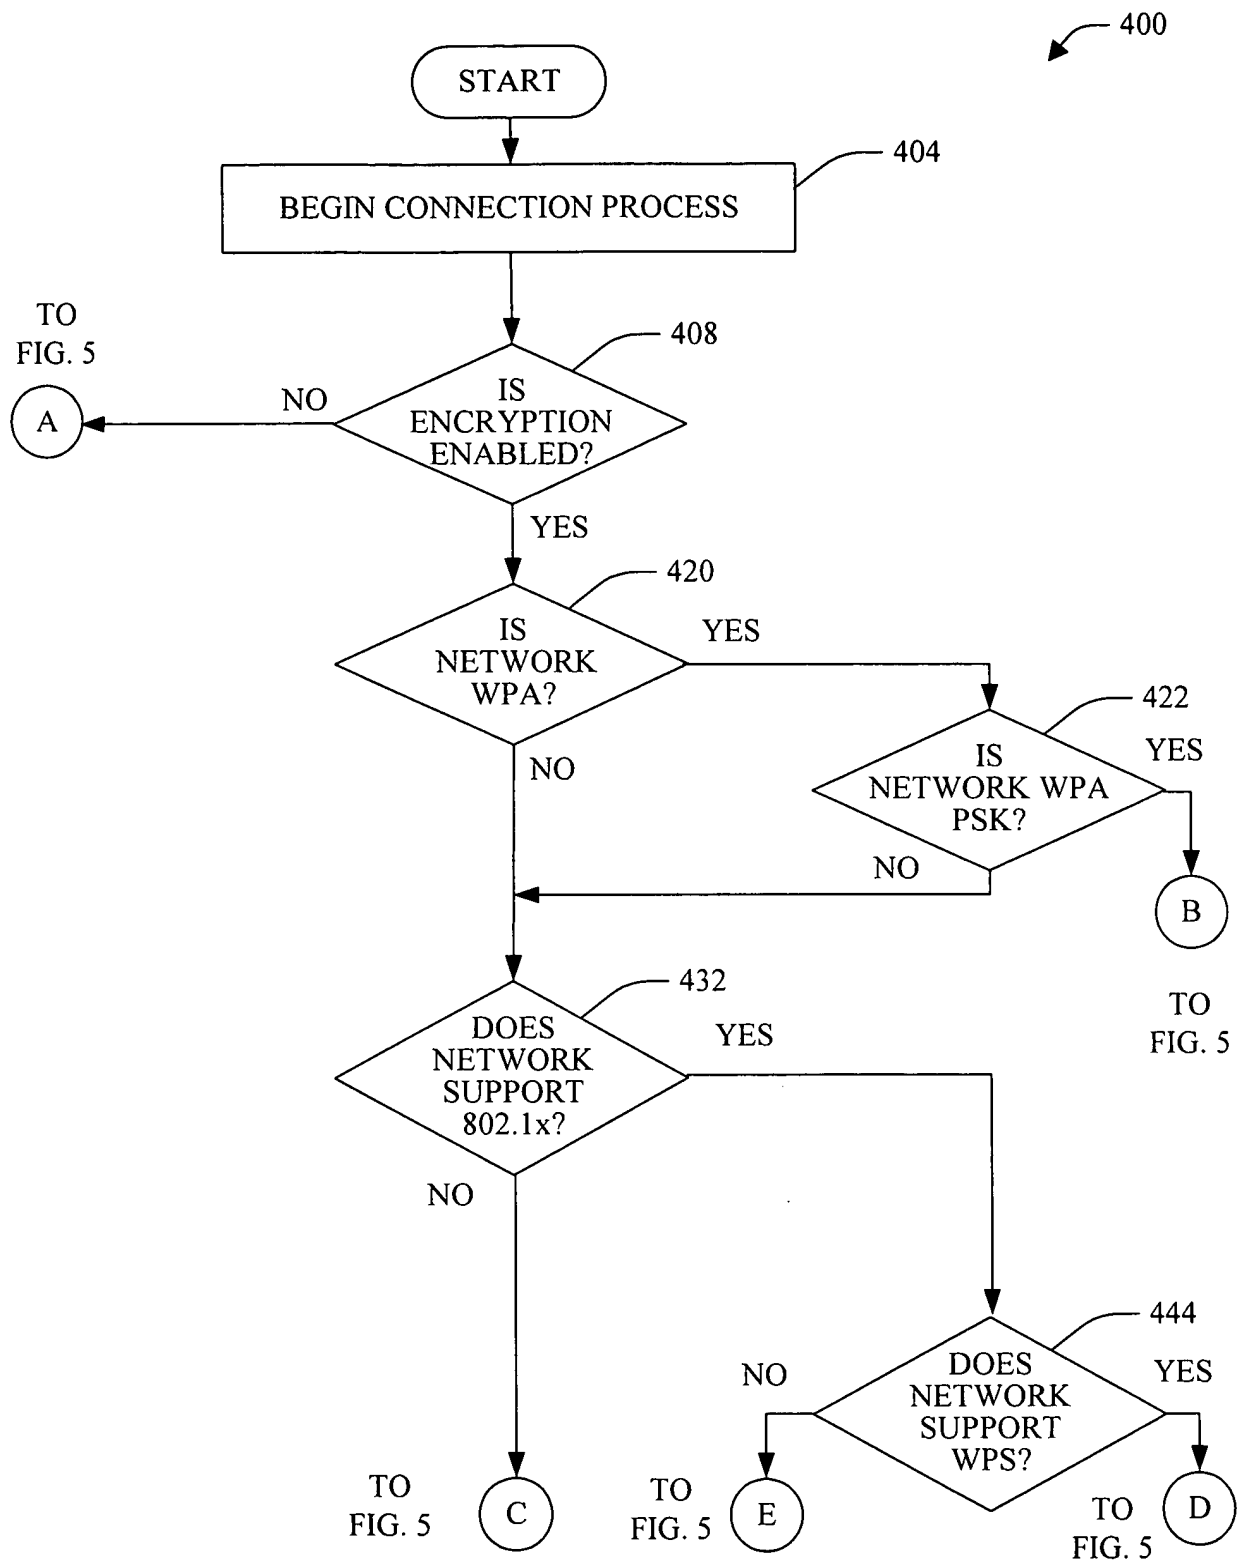 400
START
404
BEGIN CONNECTION PROCESS
TO
FIG. 5
408
A
NO
IS
ENCRYPTION
ENABLED?
YES
420
IS
NETWORK
WPA?
YES
422
NO
IS
NETWORK WPA
PSK?
YES
NO
B
TO
FIG. 5
432
DOES
NETWORK
SUPPORT
802.1x?
YES
NO
444
DOES
NETWORK
SUPPORT
WPS?
NO
YES
TO
FIG. 5
C
TO
FIG. 5
E
TO
FIG. 5
D